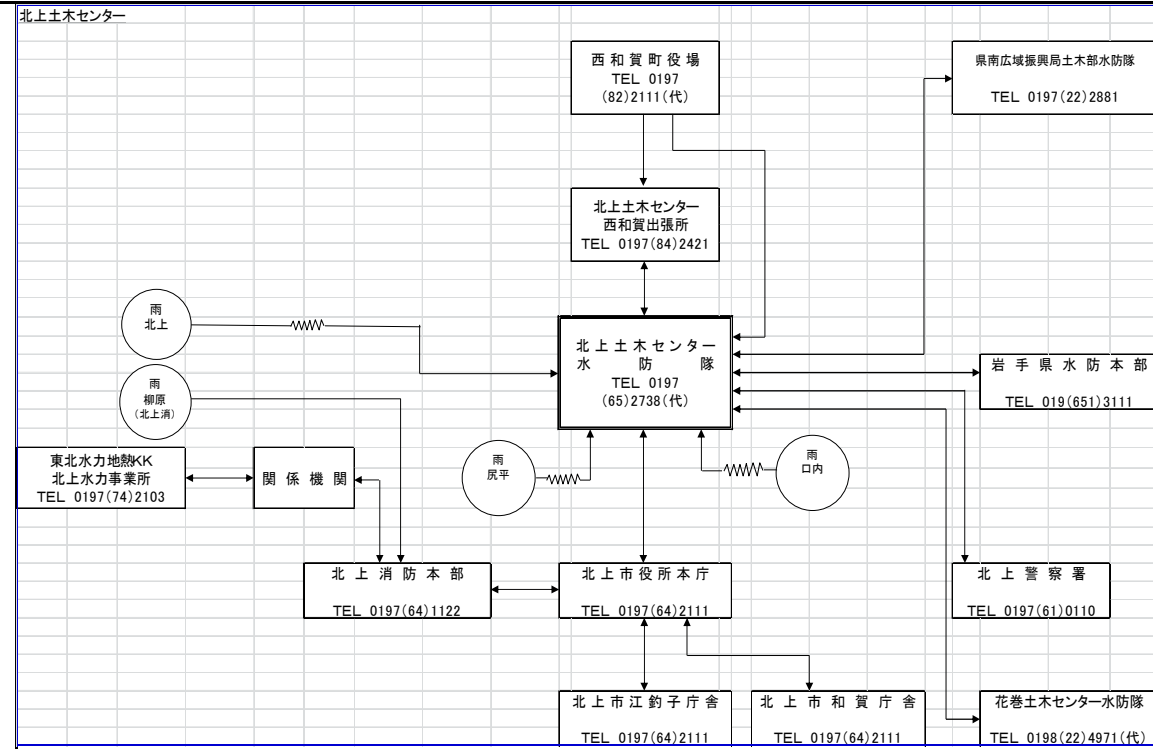 北上土木センター
西和賀町役場
TEL 0197
(82)2111(代)
県南広域振興局土木部水防隊
TEL 0197(22)2881
北上土木センター
西和賀出張所
TEL 0197(84)2421
雨
北上
北上土木センター
水防隊
TEL 0197
(65)2738(代)
岩手県水防本部
TEL 019(651)3111
雨
柳原
(北上消)
東北水力地熱KK
北上水力事業所
TEL 0197(74)2103
関係機関
雨
尻平
雨
口内
北上消防本部
TEL 0197(64)1122
北上市役所本庁
TEL 0197(64)2111
北上警察署
TEL 0197(61)0110
北上市江釣子庁舎
TEL 0197(64)2111
北上市和賀庁舎
TEL 0197(64)2111
花巻土木センター水防隊
TEL 0198(22)4971(代)